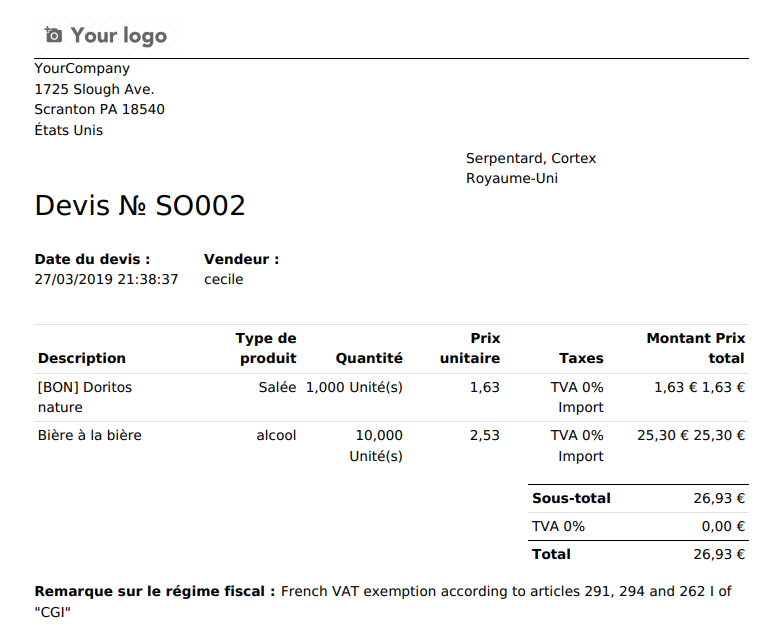 Your logo
YourCompany
1725 Slough Ave.
Scranton PA 18540
États Unis
Serpentard, Cortex
Royaume-Uni
Devis № SO002
Date du devis : Vendeur :
27/03/2019 21:38:37 cecile
Type de Prix Montant Prix
Description produit Quantité unitaire Taxes total
[BON] Doritos Salée 1,000 Unité(s) 1,63 TVA 0% 1,63 € 1,63 €
nature Import
Bière à la bière alcool 10,000 2,53 TVA 0% 25,30 € 25,30 €
Unité(s) Import
Sous-total 26,93 €
TVA 0% 0,00 €
Total 26,93 €
Remarque sur le régime fiscal : French VAT exemption according to articles 291, 294 and 262 I of
"CGI"